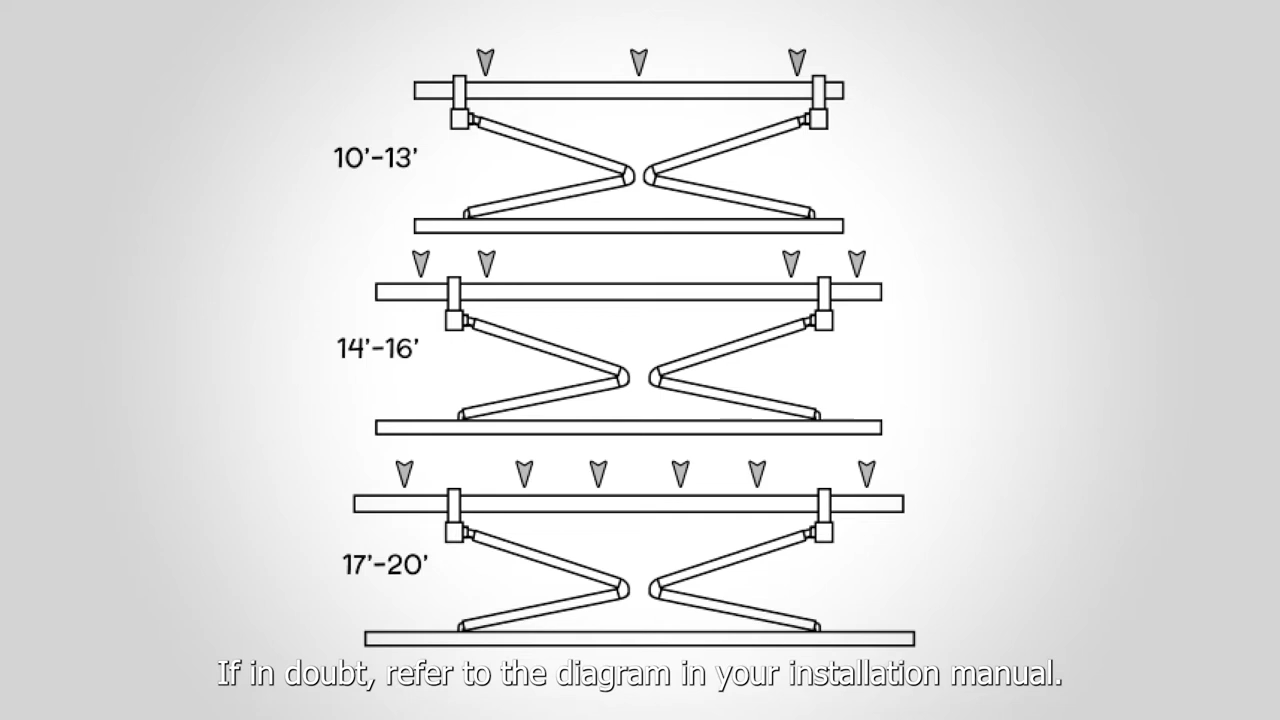 10'-13'
14'-16'
17'-20'
If in doubt, refer to the diagram in your installation manual.